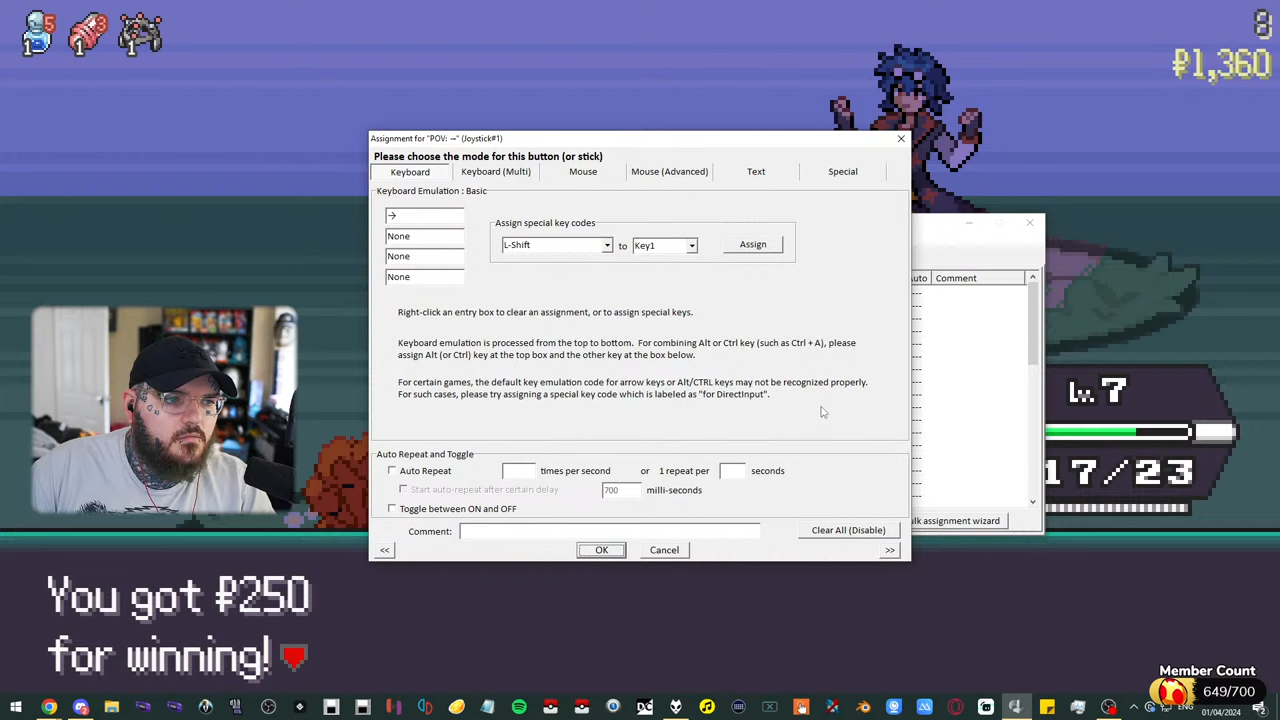 5
1
3
1
1
8
₽1,360
Assignment for "POV: →" (Joystick#1)
Please choose the mode for this button (or stick)
Keyboard
Keyboard (Multi)
Mouse
Mouse (Advanced)
Text
Special
Keyboard Emulation : Basic
→
None
None
None
Assign special key codes
L-Shift
to
Key1
Assign
Right-click an entry box to clear an assignment, or to assign special keys.
Keyboard emulation is processed from the top to bottom. For combining Alt or Ctrl key (such as Ctrl + A), please
assign Alt (or Ctrl) key at the top box and the other key at the box below.
For certain games, the default key emulation code for arrow keys or Alt/CTRL keys may not be recognized properly.
For such cases, please try assigning a special key code which is labeled as "for DirectInput".
Auto Repeat and Toggle
Auto Repeat
times per second
or
1 repeat per
seconds
Start auto-repeat after certain delay
700
milli-seconds
Toggle between ON and OFF
Comment:
Clear All (Disable)
<<
OK
Cancel
>>
Comment
assignment wizard
Lv.7
17/23
You got ₽250
for winning!
Member Count
649/700
ENG
01/04/2024